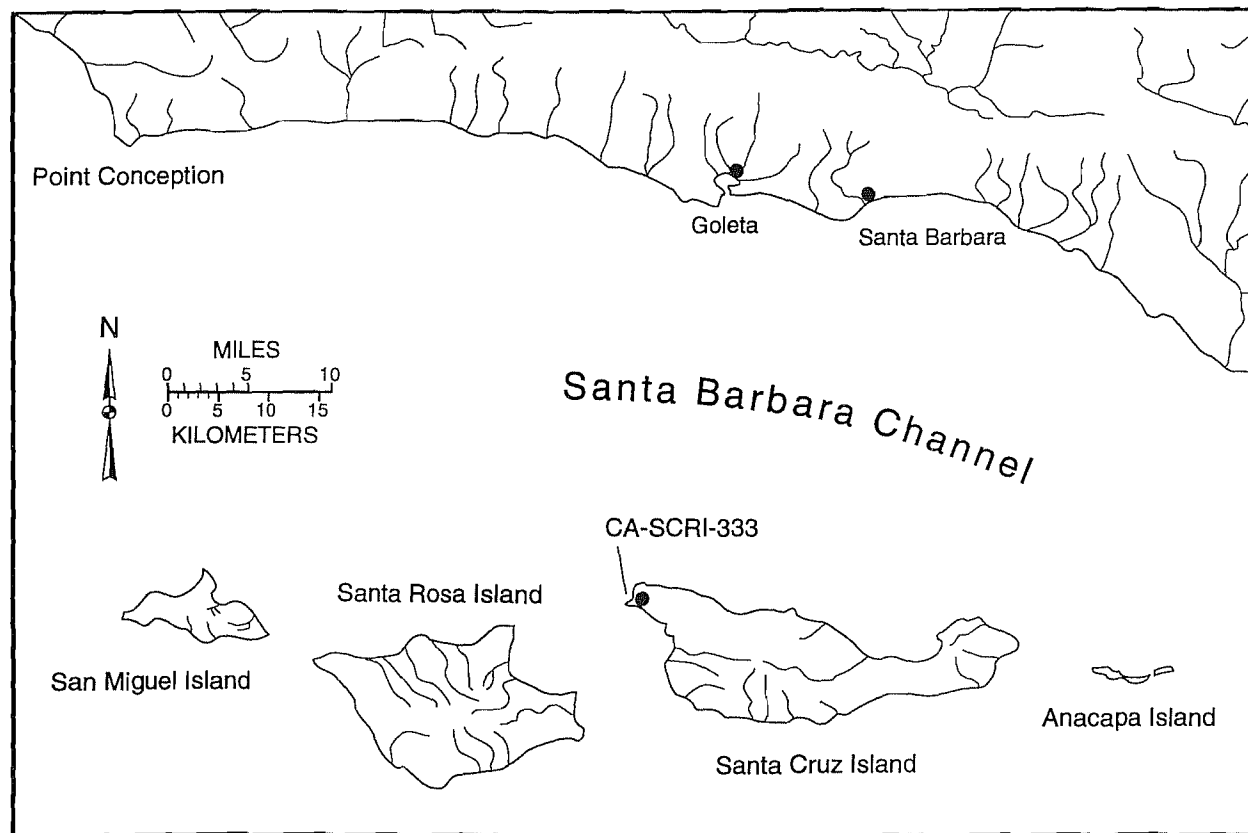 Point Conception
Goleta
Santa Barbara
N
MILES
0 5 10
0 5 10 15
KILOMETERS
Santa Barbara Channel
CA-SCRI-333
Santa Rosa Island
San Miguel Island
Anacapa Island
Santa Cruz Island